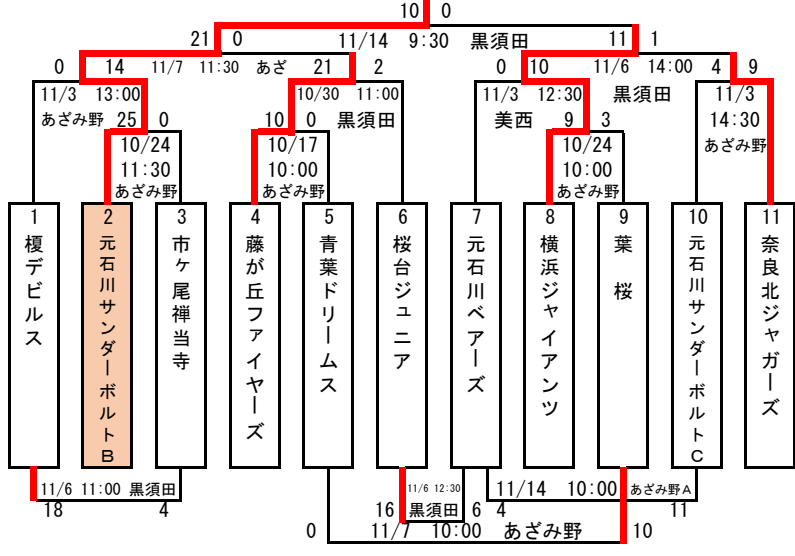 10 0
21 0 11/14 9:30 黒須田 11 1
0 14 11/7 11:30 あざ 21 2 0 10 11/6 14:00 4 9
11/3 13:00 10/30 11:00 11/3 12:30 黒須田 11/3
あざみ野 25 0 10 0 黒須田 美西 9 3 14:30
10/24 10/17 10/24 あざみ野
11:30 10:00 10:00
あざみ野 あざみ野 あざみ野
1 榎デビルス
2 元石川サンダーボルトB
3 市ヶ尾禅当寺
4 藤が丘ファイヤーズ
5 青葉ドリームス
6 桜台ジュニア
7 元石川ベアーズ
8 横浜ジャイアンツ
9 葉桜
10 元石川サンダーボルトC
11 奈良北ジャガーズ
11/6 11:00 黒須田 11/6 12:30 11/14 10:00 あざみ野A
18 4 16 黒須田 6 4 11
0 11/7 10:00 あざみ野 10